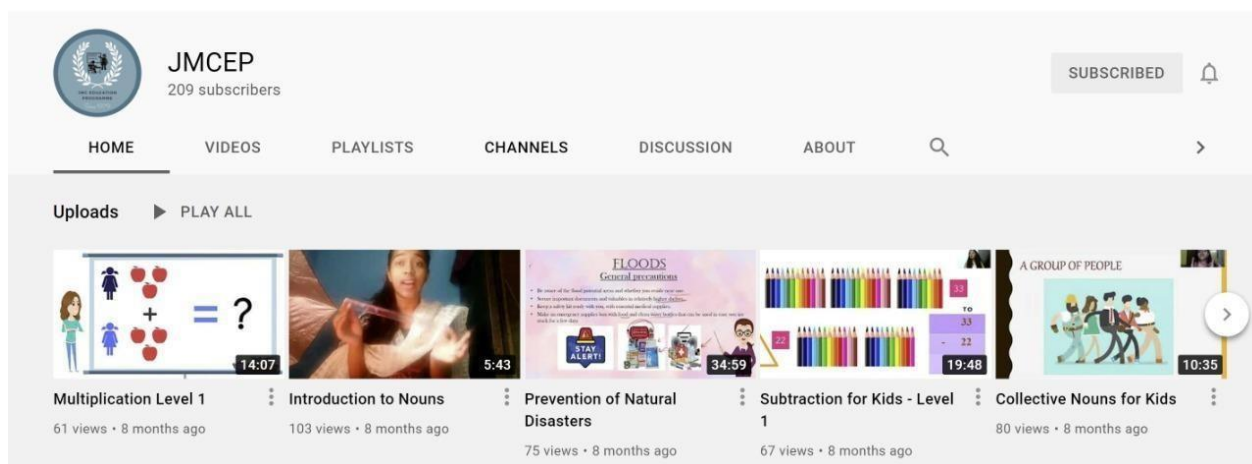 JMCEP
209 subscribers
SUBSCRIBED
JMC EDUCATION
PROGRAMME
HOME VIDEOS PLAYLISTS CHANNELS DISCUSSION ABOUT
Uploads PLAY ALL
+ = ?
14:07
5:43
FLOODS
General precautions
STAY
ALERT!
34:59
33
TO
33
22
- 22
19:48
A GROUP OF PEOPLE
10:35
Multiplication Level 1
61 views • 8 months ago
Introduction to Nouns
103 views • 8 months ago
Prevention of Natural
Disasters
75 views • 8 months ago
Subtraction for Kids - Level
1
67 views • 8 months ago
Collective Nouns for Kids
80 views • 8 months ago